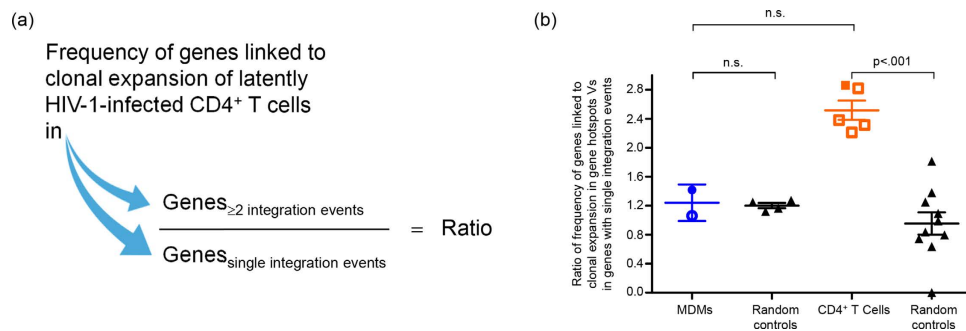 (a)
Frequency of genes linked to
clonal expansion of latently
HIV-1-infected CD4⁺ T cells
in
Genes≥2 integration events
= Ratio
Genessingle integration events
(b)
n.s.
n.s.
p<.001
Ratio of frequency of genes linked to
clonal expansion in gene hotspots Vs
in genes with single integration events
2.8
2.4
2.0
1.6
1.2
0.8
0.4
0.0
MDMs
Random
controls
CD4⁺ T Cells
Random
controls